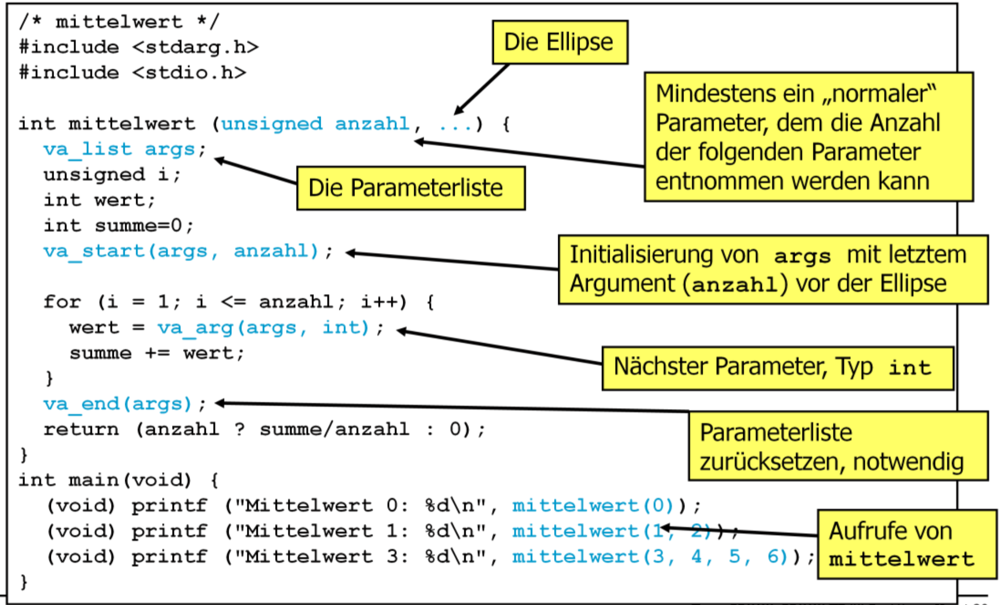 /* mittelwert */
#include <stdarg.h>
#include <stdio.h>
Die Ellipse
Mindestens ein „normaler“
Parameter, dem die Anzahl
der folgenden Parameter
entnommen werden kann
int mittelwert (unsigned anzahl, ...) {
va_list args;
unsigned i;
Die Parameterliste
int wert;
int summe=0;
va_start(args, anzahl);
Initialisierung von args mit letztem
Argument (anzahl) vor der Ellipse
for (i = 1; i <= anzahl; i++) {
wert = va_arg(args, int);
summe += wert;
Nächster Parameter, Typ int
}
va_end(args);
return (anzahl ? summe/anzahl : 0);
Parameterliste
zurücksetzen, notwendig
}
int main(void) {
(void) printf ("Mittelwert 0: %d\n", mittelwert(0));
(void) printf ("Mittelwert 1: %d\n", mittelwert(1, 2));
(void) printf ("Mittelwert 3: %d\n", mittelwert(3, 4, 5, 6));
Aufrufe von
mittelwert
}